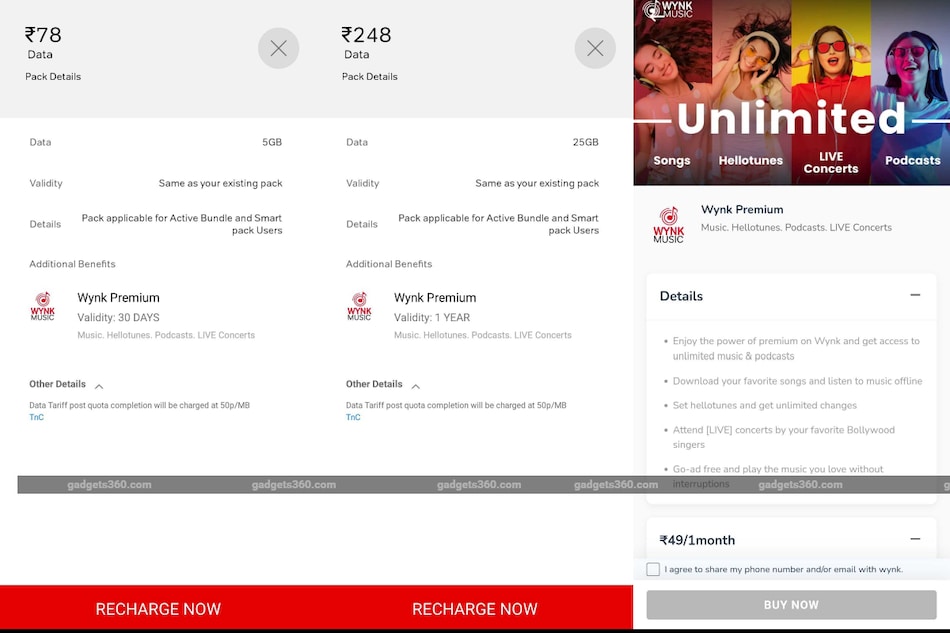 ₹78
Data
Pack Details
Data 5GB
Validity Same as your existing pack
Details Pack applicable for Active Bundle and Smart
pack Users
Additional Benefits
WYNK
MUSIC
Wynk Premium
Validity: 30 DAYS
Music. Hellotunes. Podcasts. LIVE Concerts
Other Details
Data Tariff post quota completion will be charged at 50p/MB
TnC
RECHARGE NOW
₹248
Data
Pack Details
Data 25GB
Validity Same as your existing pack
Details Pack applicable for Active Bundle and Smart
pack Users
Additional Benefits
WYNK
MUSIC
Wynk Premium
Validity: 1 YEAR
Music. Hellotunes. Podcasts. LIVE Concerts
Other Details
Data Tariff post quota completion will be charged at 50p/MB
TnC
RECHARGE NOW
WYNK
MUSIC
Unlimited
Songs Hellotunes LIVE Concerts Podcasts
WYNK
MUSIC
Wynk Premium
Music. Hellotunes. Podcasts. LIVE Concerts
Details
• Enjoy the power of premium on Wynk and get access to
unlimited music & podcasts
• Download your favorite songs and listen to music offline
• Set hellotunes and get unlimited changes
• Attend [LIVE] concerts by your favorite Bollywood
singers
• Go-ad free and play the music you love without
interruptions
₹49/1month
I agree to share my phone number and/or email with wynk.
BUY NOW
gadgets360.com gadgets360.com gadgets360.com gadgets360.com gadgets360.com g